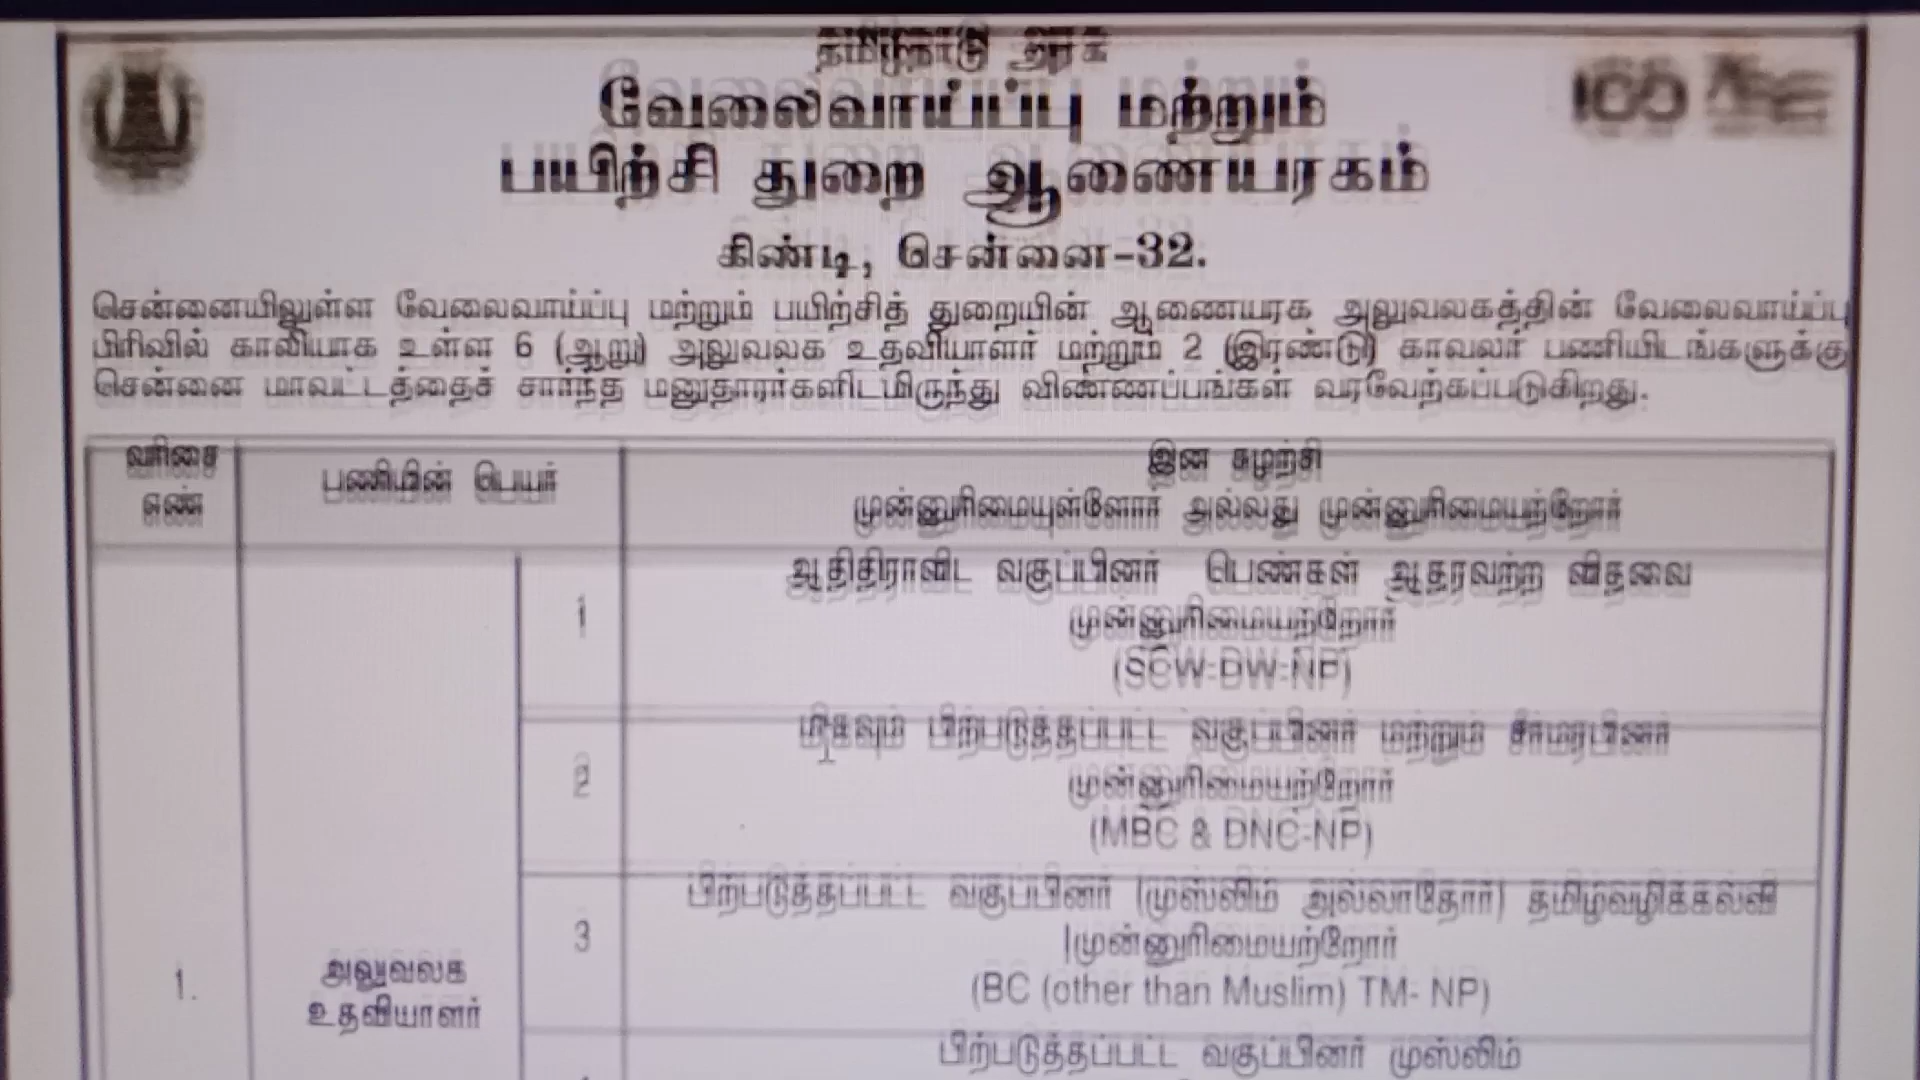 தமிழ்நாடு அரசு
வேலைவாய்ப்பு மற்றும்
பயிற்சி துறை ஆணையரகம்
கிண்டி, சென்னை-32.
100
சென்னையிலுள்ள வேலைவாய்ப்பு மற்றும் பயிற்சித் துறையின் ஆணையரக அலுவலகத்தின் வேலைவாய்ப்பு
பிரிவில் காலியாக உள்ள 6 (ஆறு) அலுவலக உதவியாளர் மற்றும் 2 (இரண்டு) காவலர் பணியிடங்களுக்கு
சென்னை மாவட்டத்தைச் சார்ந்த மனுதாரர்களிடமிருந்து விண்ணப்பங்கள் வரவேற்கப்படுகிறது.
வரிசை எண்
பணியின் பெயர்
இன சுழற்சி
முன்னுரிமையுள்ளோர் அல்லது முன்னுரிமையற்றோர்
1.
அலுவலக
உதவியாளர்
1
ஆதிதிராவிட வகுப்பினர் பெண்கள் ஆதரவற்ற விதவை
முன்னுரிமையற்றோர்
(SCW-DW-NP)
2
மிகவும் பிற்படுத்தப்பட்ட வகுப்பினர் மற்றும் சீர்மரபினர்
முன்னுரிமையற்றோர்
(MBC & DNC-NP)
3
பிற்படுத்தப்பட்ட வகுப்பினர் (முஸ்லிம் அல்லாதோர்) தமிழ்வழிக்கல்வி
முன்னுரிமையற்றோர்
(BC (other than Muslim) TM- NP)
பிற்படுத்தப்பட்ட வகுப்பினர் முஸ்லிம்